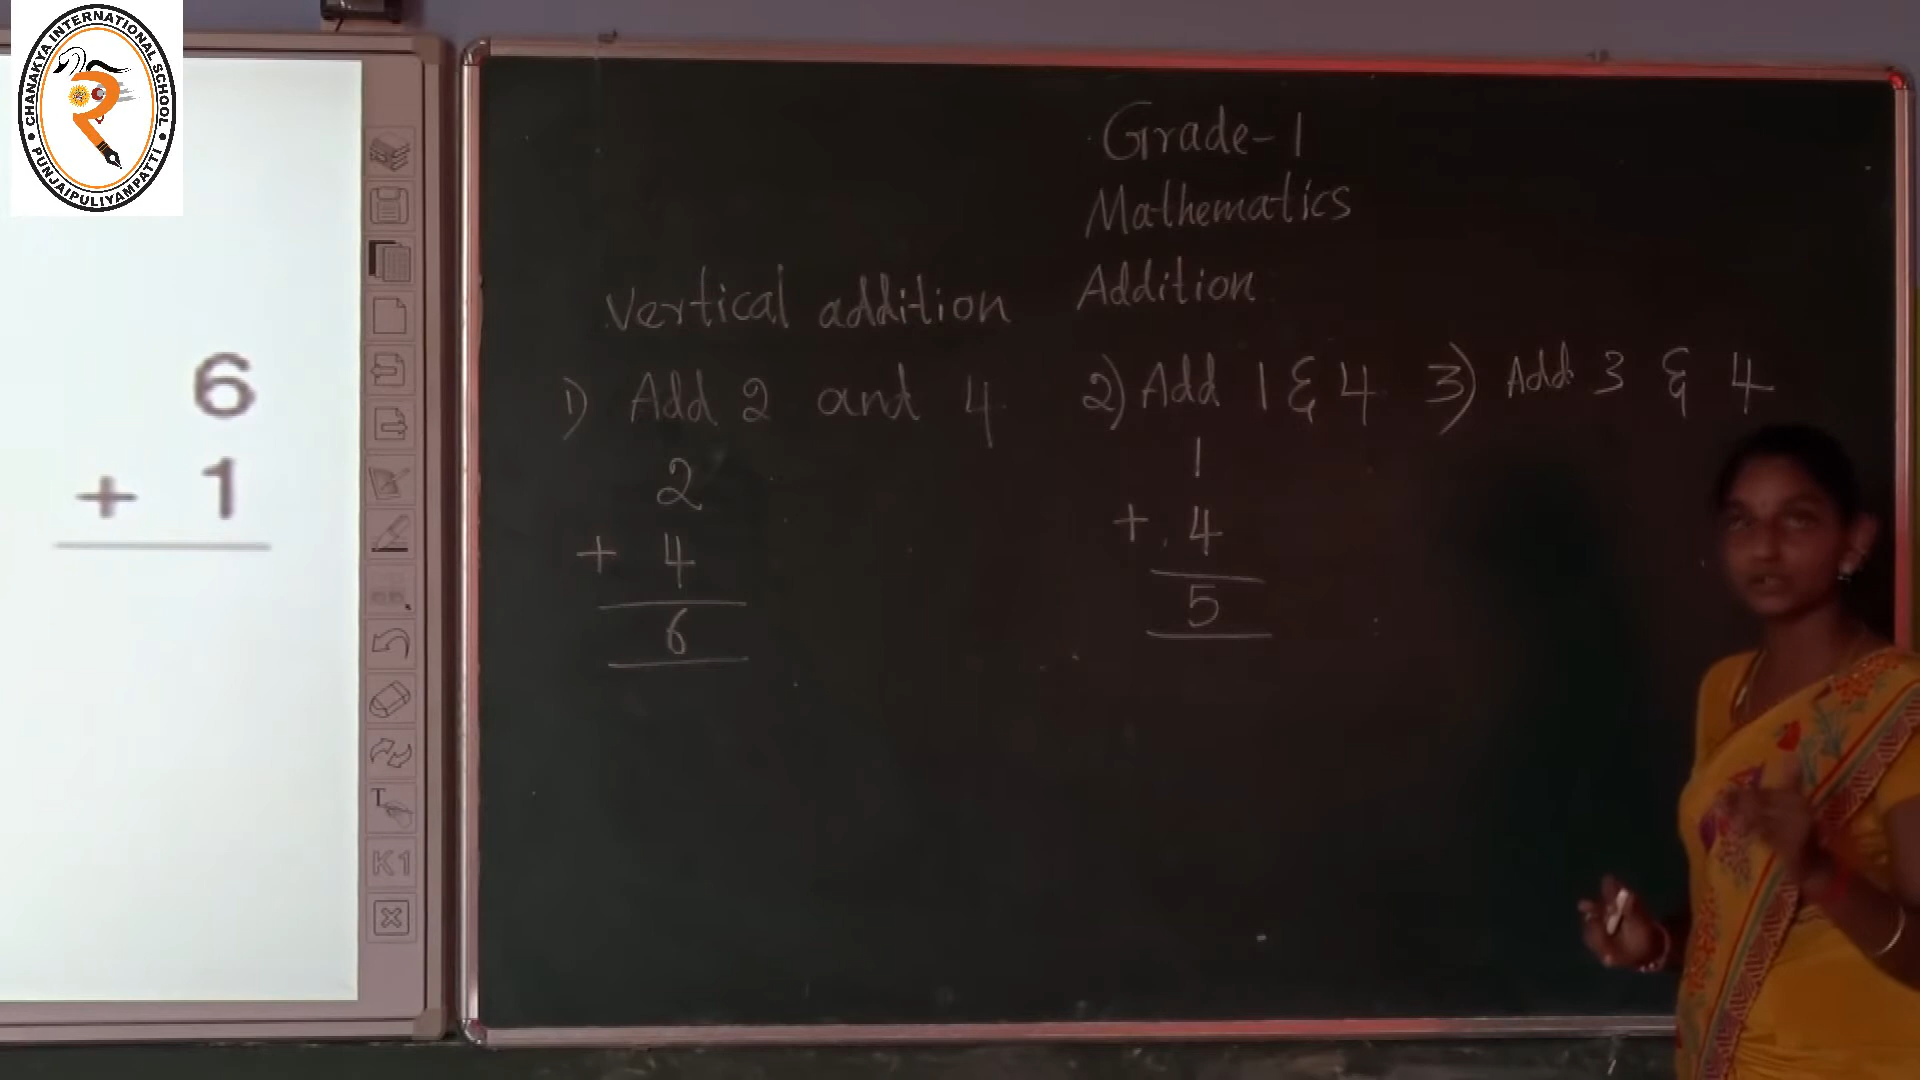 CHANAKYA INTERNATIONAL SCHOOL
PUNJAIPULIYAMPATTI
6
+ 1
T
K1
Grade-1
Mathematics
Addition
Vertical addition
1) Add 2 and 4
2
+ 4
6
2) Add 1 & 4
1
+ 4
5
3) Add 3 & 4